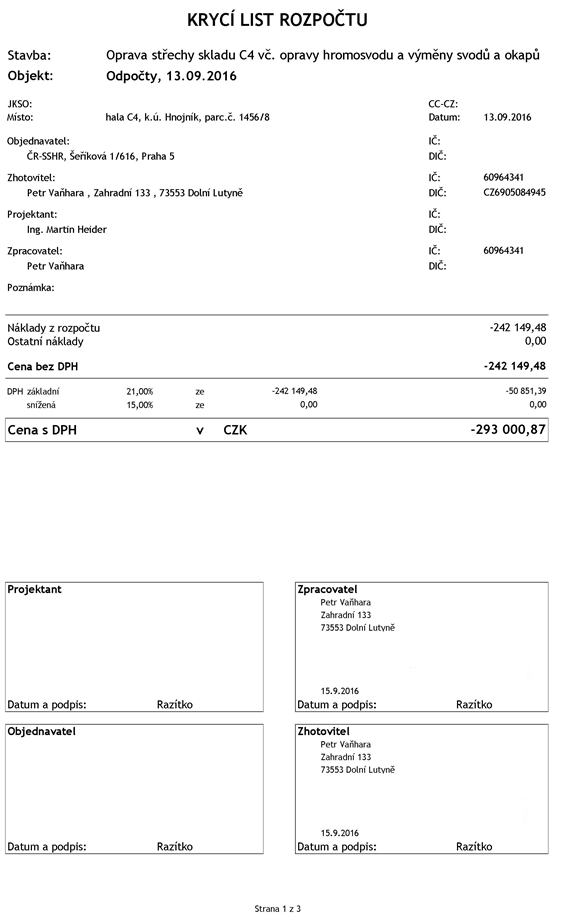 KRYCÍ LIST ROZPOČTU
Stavba: Oprava střechy skladu C4 vč. opravy hromosvodu a výměny svodů a okapů
Objekt: Odpočty, 13.09.2016
JKSO: CC-CZ:
Místo: hala C4, k.ú. Hnojník, parc.č. 1456/8 Datum: 13.09.2016
Objednavatel: IČ:
ČR-SSHR, Šeříková 1/616, Praha 5 DIČ:
Zhotovitel: IČ: 60964341
Petr Vaňhara , Zahradní 133 , 73553 Dolní Lutyně DIČ: CZ6905084945
Projektant: IČ:
Ing. Martin Heider DIČ:
Zpracovatel: IČ: 60964341
Petr Vaňhara DIČ:
Poznámka:
Náklady z rozpočtu -242 149,48
Ostatní náklady 0,00
Cena bez DPH -242 149,48
DPH základní 21,00% ze -242 149,48 -50 851,39
snížená 15,00% ze 0,00 0,00
Cena s DPH v CZK -293 000,87
Projektant Zpracovatel
Petr Vaňhara
Zahradní 133
73553 Dolní Lutyně
15.9.2016
Datum a podpis: Razítko Datum a podpis: Razítko
Objednavatel Zhotovitel
Petr Vaňhara
Zahradní 133
73553 Dolní Lutyně
15.9.2016
Datum a podpis: Razítko Datum a podpis: Razítko
Strana 1 z 3